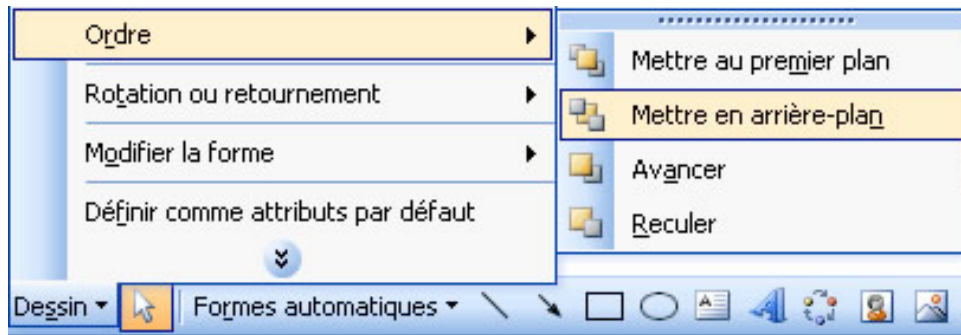 Ordre
Rotation ou retournement
Modifier la forme
Définir comme attributs par défaut
Mettre au premier plan
Mettre en arrière-plan
Avancer
Reculer
Dessin
Formes automatiques